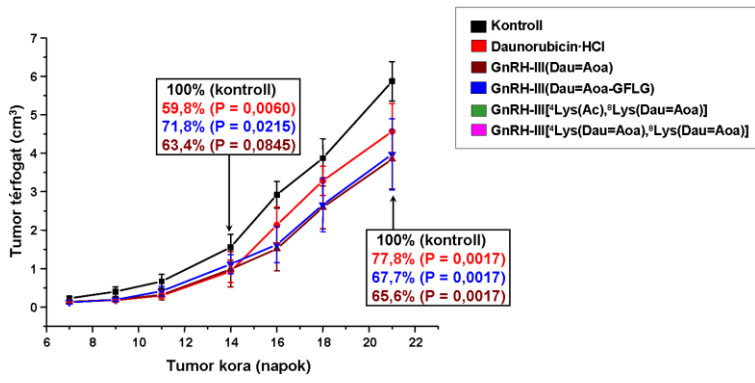 Kontroll
Daunorubicin·HCl
GnRH-III(Dau=Aoa)
GnRH-III(Dau=Aoa-GFLG)
GnRH-III[⁴Lys(Ac),⁸Lys(Dau=Aoa)]
GnRH-III[⁴Lys(Dau=Aoa),⁸Lys(Dau=Aoa)]
Tumor térfogat (cm³)
7
6
5
4
3
2
1
0
100% (kontroll)
59,8% (P = 0,0060)
71,8% (P = 0,0215)
63,4% (P = 0,0845)
100% (kontroll)
77,8% (P = 0,0017)
67,7% (P = 0,0017)
65,6% (P = 0,0017)
6 8 10 12 14 16 18 20 22
Tumor kora (napok)